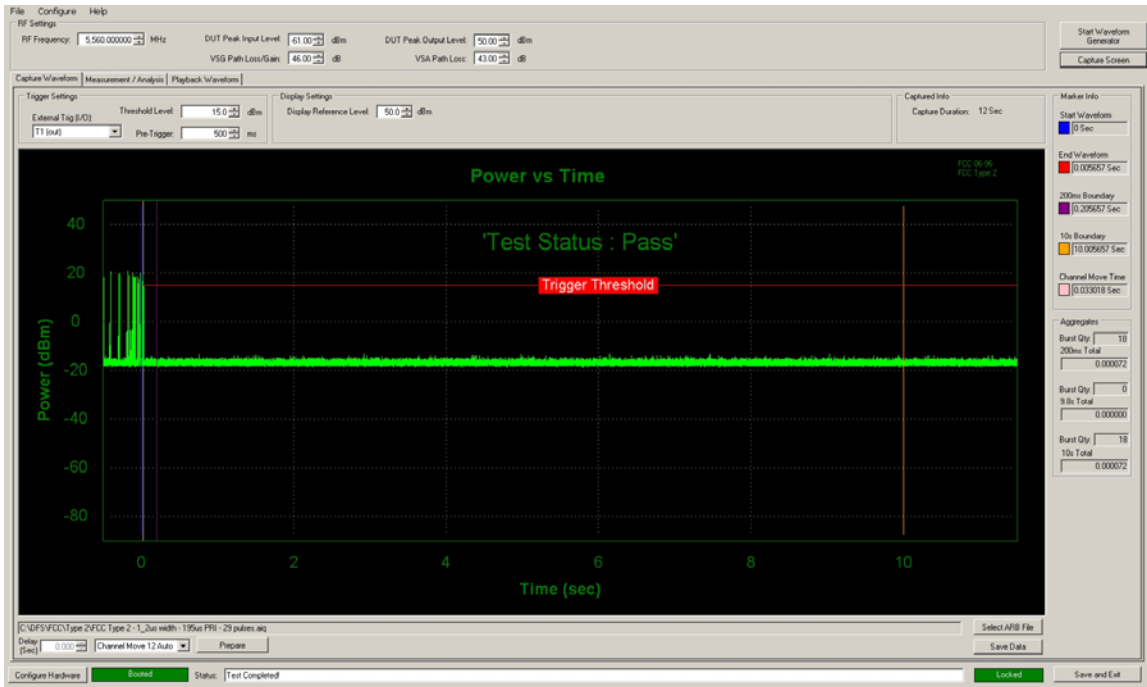 File Configure Help
RF Settings
RF Frequency: 5,560.000000 MHz DUT Peak Input Level: -61.00 dBm DUT Peak Output Level: 50.00 dBm
VSG Path Loss/Gain: 46.00 dB VSA Path Loss: 43.00 dB
Start Waveform Generator
Capture Screen
Capture Waveform Measurement / Analysis Playback Waveform
Trigger Settings
External Trig (I/O): Threshold Level: 15.0 dBm
T1 (out) Pre-Trigger: 500 ms
Display Settings
Display Reference Level: 50.0 dBm
Captured Info
Capture Duration: 12 Sec
Power vs Time
FCC 06-96
FCC Type 2
'Test Status : Pass'
Trigger Threshold
Power (dBm)
40
20
0
-20
-40
-60
-80
0 2 4 6 8 10
Time (sec)
Marker Info
Start Waveform
0 Sec
End Waveform
0.005657 Sec
200ms Boundary
0.205657 Sec
10s Boundary
10.005657 Sec
Channel Move Time
0.033018 Sec
Aggregates
Burst Qty: 18
200ms Total
0.000072
Burst Qty: 0
9.8s Total
0.000000
Burst Qty: 18
10s Total
0.000072
C:\DFS\FCC\Type 2\FCC Type 2 - 1_2us width - 195us PRI - 29 pulses.aiq
Select ARB File
Delay (Sec) 0.000 Channel Move 12 Auto Prepare
Save Data
Configure Hardware Booted Status: Test Completed! Locked Save and Exit